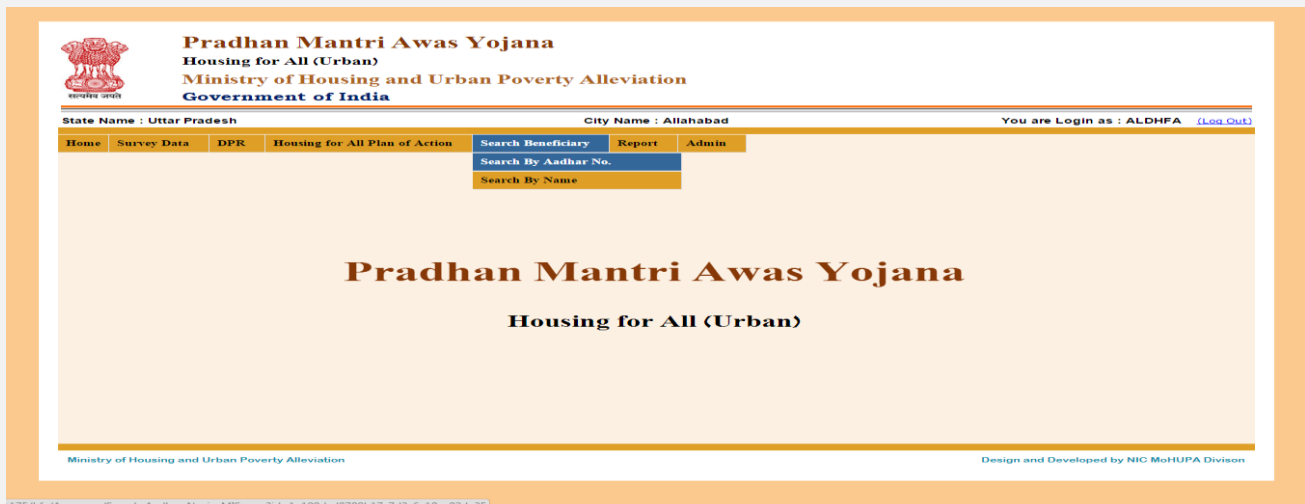 Pradhan Mantri Awas Yojana
Housing for All (Urban)
Ministry of Housing and Urban Poverty Alleviation
Government of India
सत्यमेव जयते
State Name : Uttar Pradesh City Name : Allahabad You are Login as : ALDHFA (Log Out)
Home Survey Data DPR Housing for All Plan of Action Search Beneficiary Report Admin
Search By Aadhar No.
Search By Name
Pradhan Mantri Awas Yojana
Housing for All (Urban)
Ministry of Housing and Urban Poverty Alleviation Design and Developed by NIC MoHUPA Divison